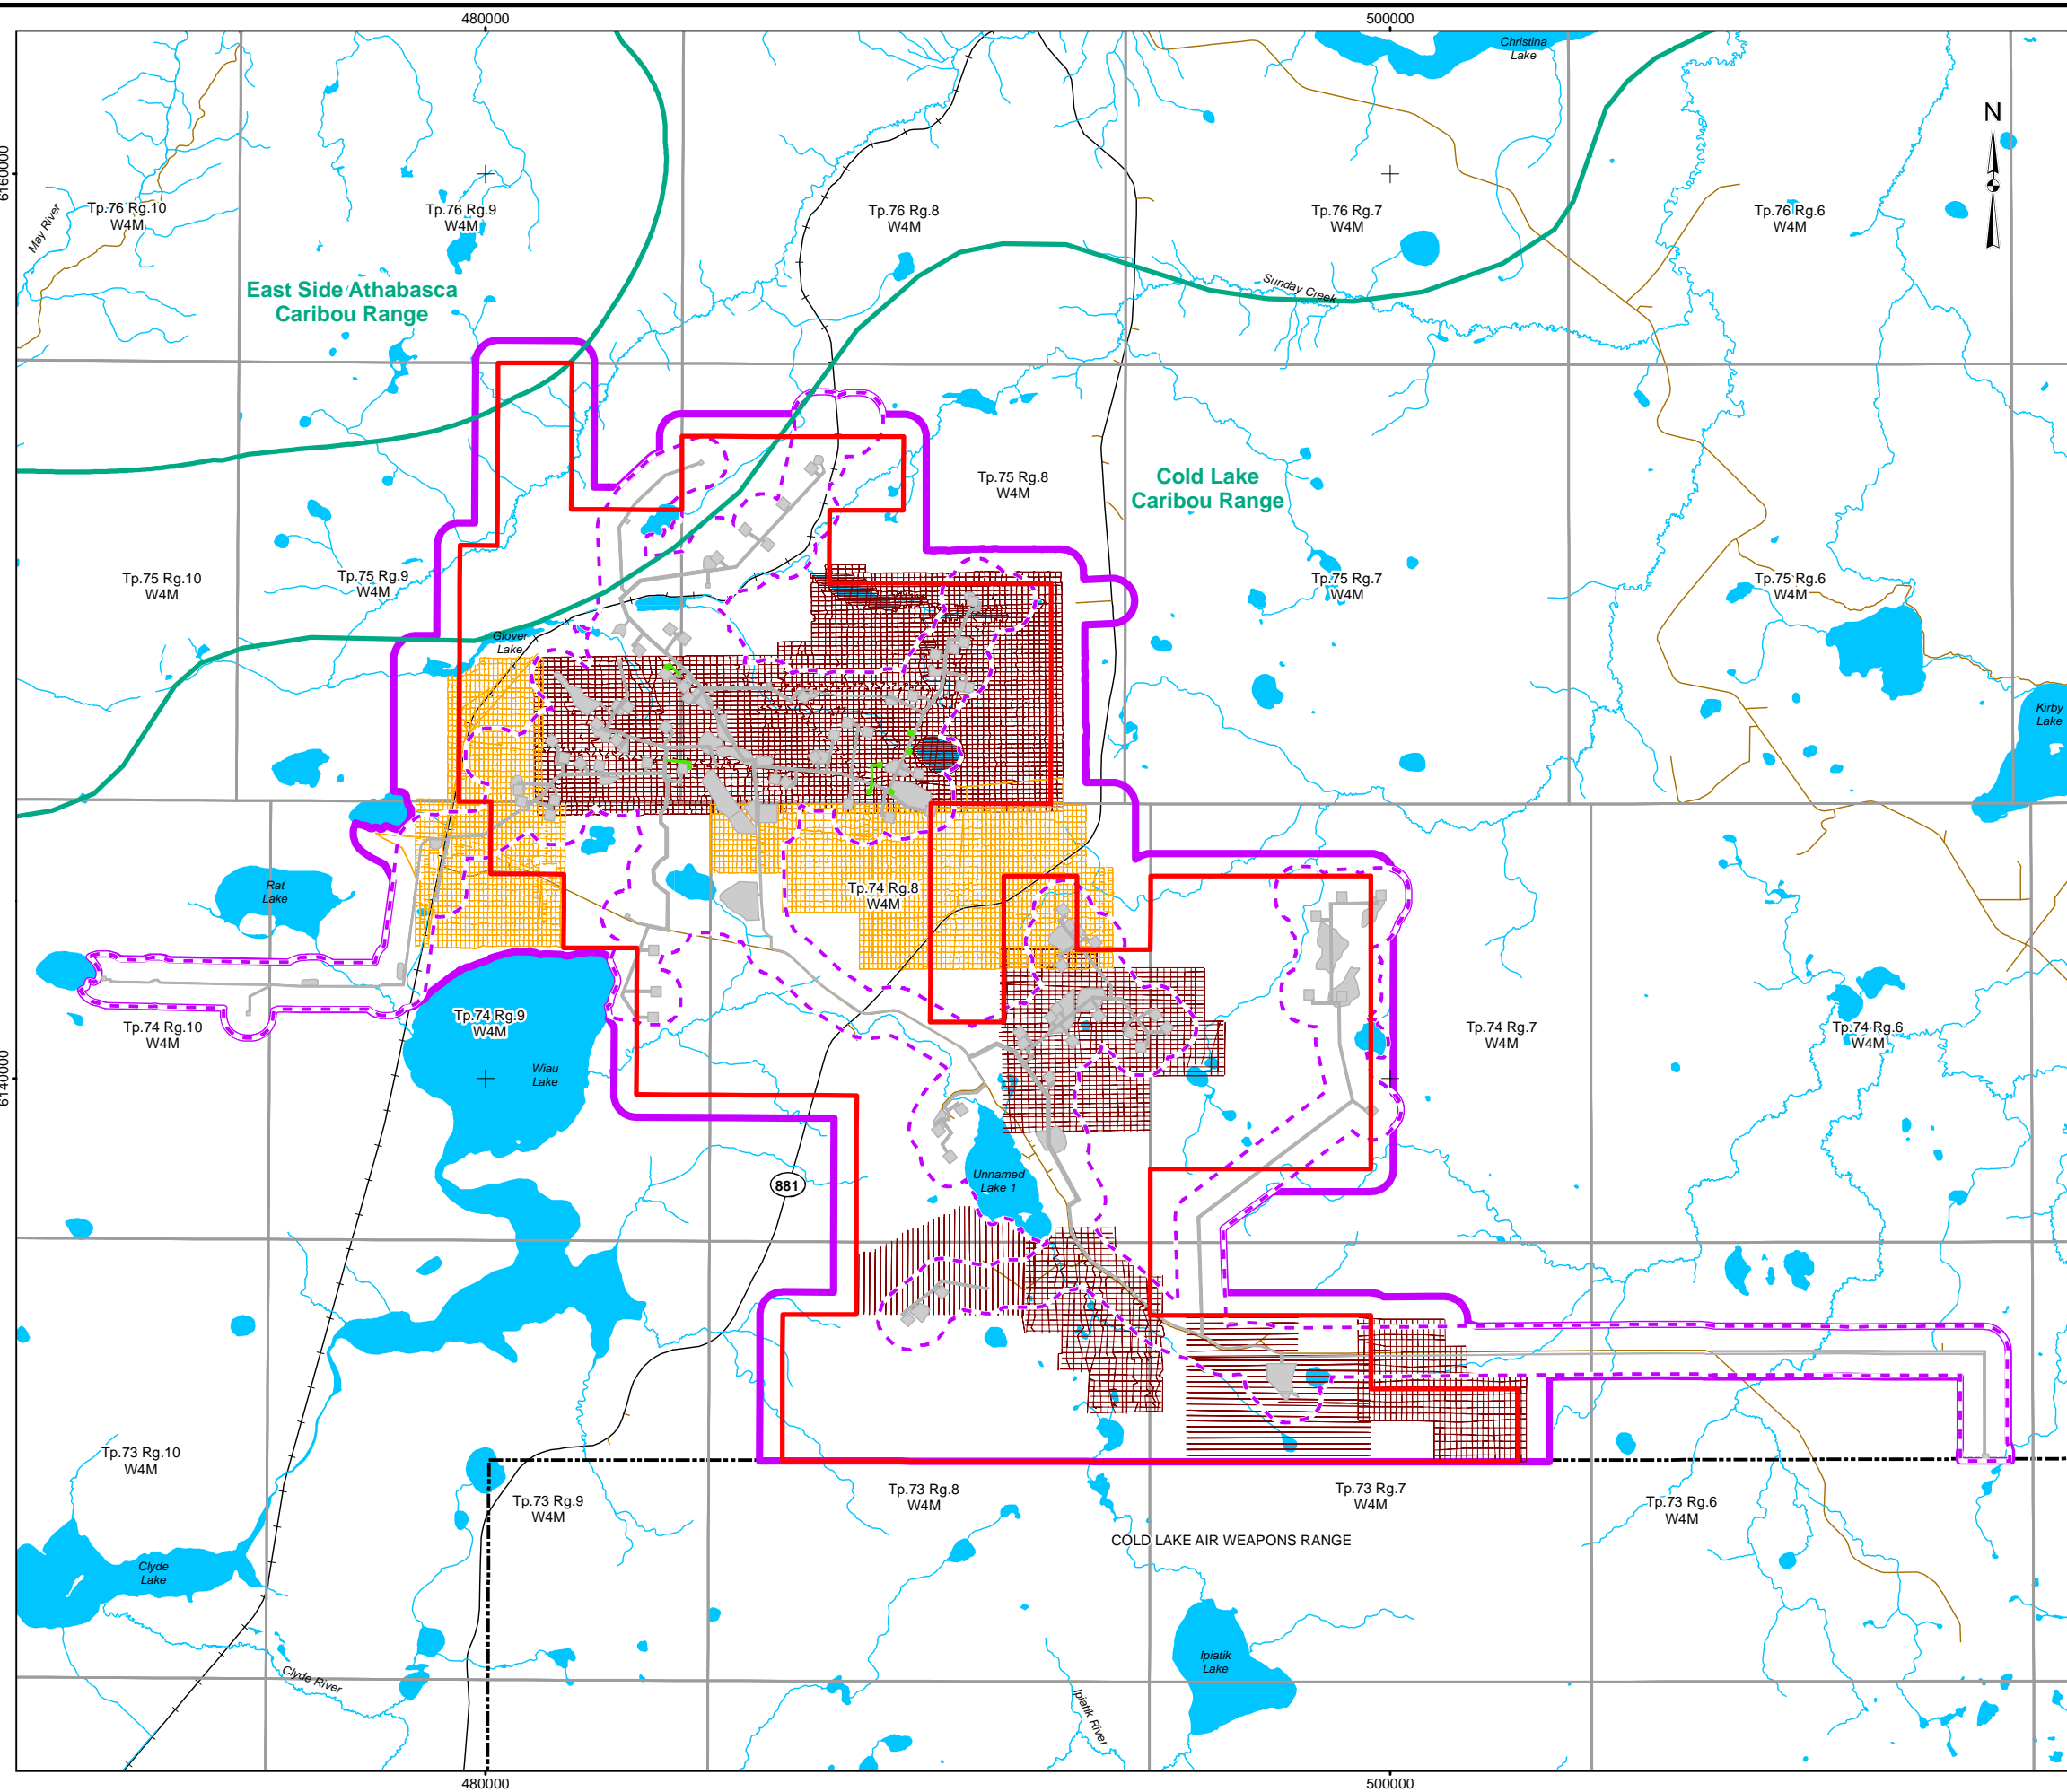 480000
500000
Christina
Lake
N
6160000
May River
Tp.76 Rg.10
W4M
Tp.76 Rg.9
W4M
Tp.76 Rg.8
W4M
Tp.76 Rg.7
W4M
Tp.76 Rg.6
W4M
East Side Athabasca
Caribou Range
Sunday Creek
Tp.75 Rg.8
W4M
Cold Lake
Caribou Range
Tp.75 Rg.10
W4M
Tp.75 Rg.9
W4M
Tp.75 Rg.7
W4M
Tp.75 Rg.6
W4M
Glover
Lake
Kirby
Lake
Rat
Lake
Tp.74 Rg.8
W4M
Tp.74 Rg.10
W4M
Tp.74 Rg.9
W4M
Tp.74 Rg.7
W4M
Tp.74 Rg.6
W4M
Wiau
Lake
6140000
881
Unnamed
Lake 1
Tp.73 Rg.10
W4M
Tp.73 Rg.9
W4M
Tp.73 Rg.8
W4M
Tp.73 Rg.7
W4M
Tp.73 Rg.6
W4M
COLD LAKE AIR WEAPONS RANGE
Clyde
Lake
Clyde River
Ipiatik
Lake
Ipiatik River
480000
500000